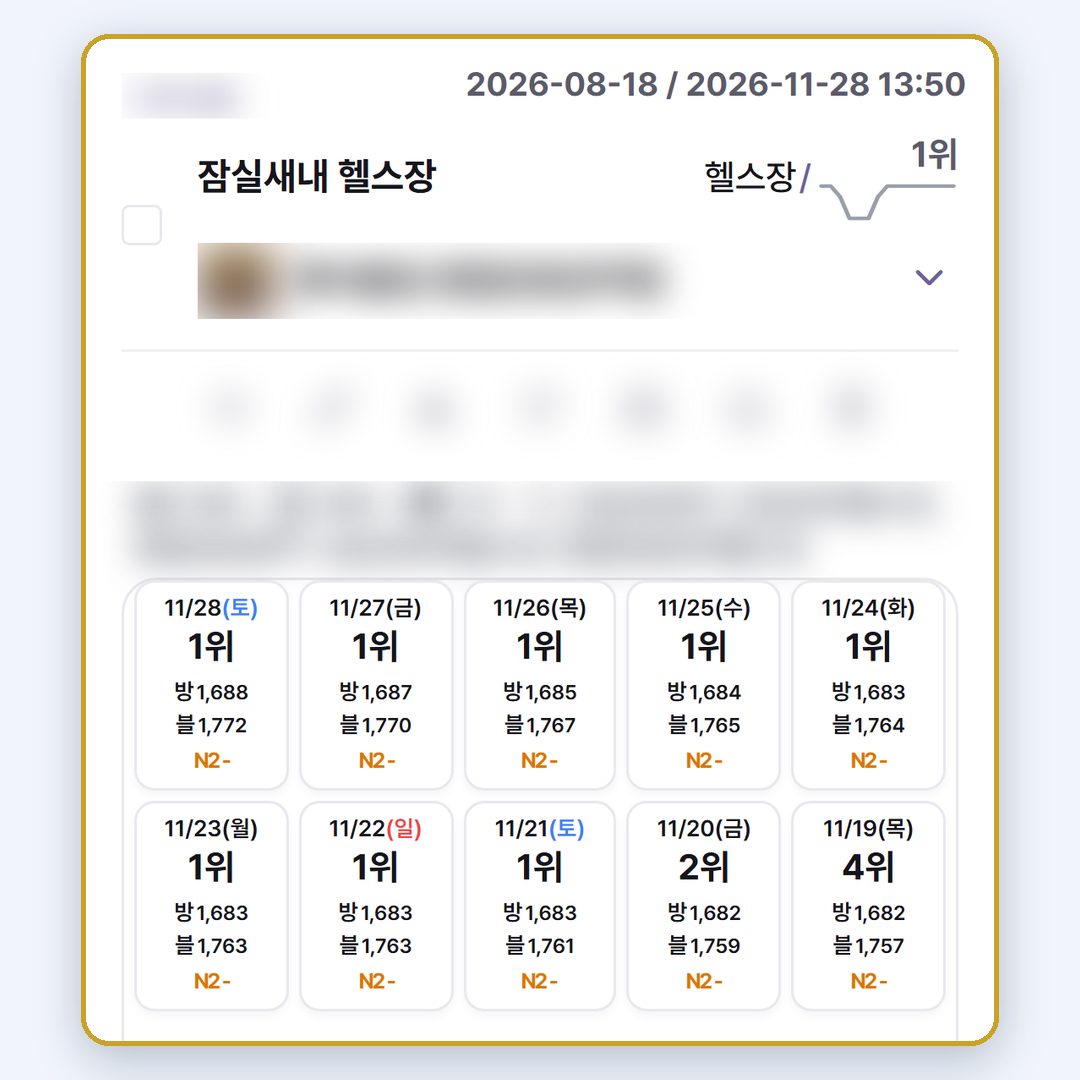 2026-08-18 / 2026-11-28 13:50
잠실새내 헬스장
헬스장/
1위
11/28(토) 11/27(금) 11/26(목) 11/25(수) 11/24(화)
1위 1위 1위 1위 1위
방1,688 방1,687 방1,685 방1,684 방1,683
블1,772 블1,770 블1,767 블1,765 블1,764
N2- N2- N2- N2- N2-
11/23(월) 11/22(일) 11/21(토) 11/20(금) 11/19(목)
1위 1위 1위 2위 4위
방1,683 방1,683 방1,683 방1,682 방1,682
블1,763 블1,763 블1,761 블1,759 블1,757
N2- N2- N2- N2- N2-